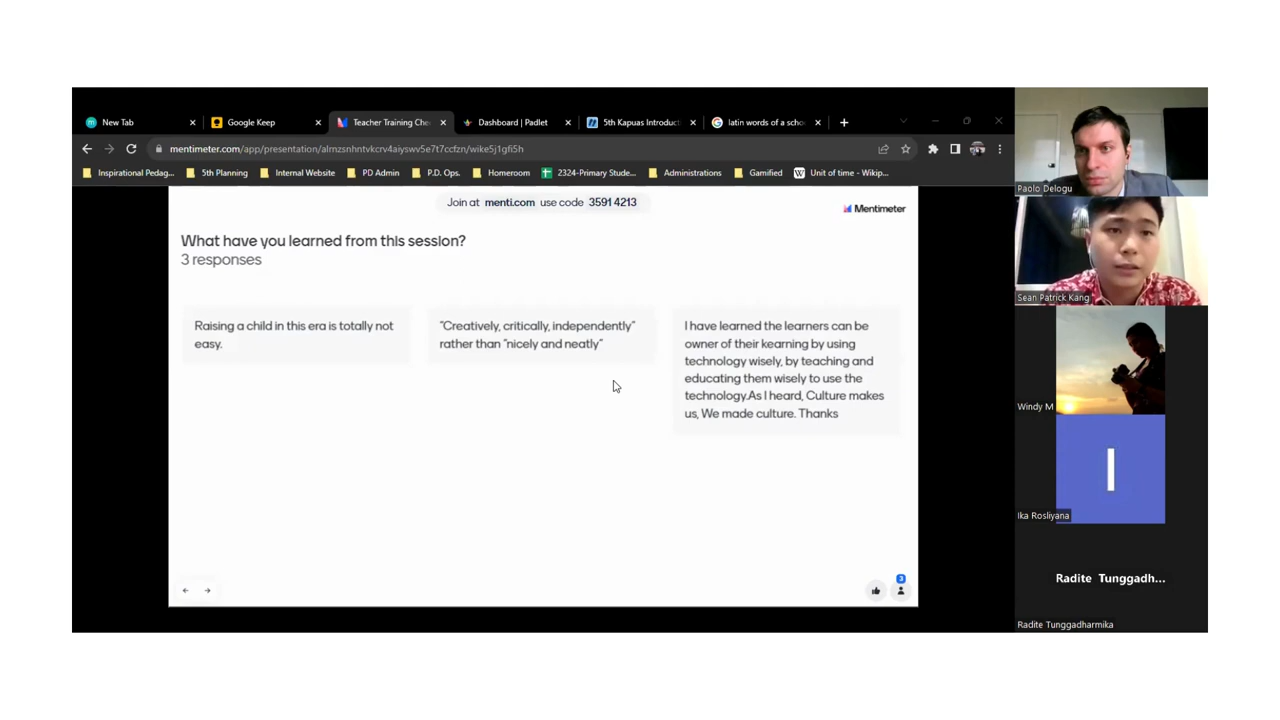 New Tab
Google Keep
Teacher Training Che
Dashboard | Padlet
5th Kapuas Introducti
latin words of a scho
mentimeter.com/app/presentation/almzsnhntvkcrv4aiyswv5e7t7ccfzn/wike5j1gfi5h
Inspirational Pedag...
5th Planning
Internal Website
PD Admin
P.D. Ops.
Homeroom
2324-Primary Stude...
Administrations
Gamified
Unit of time - Wikip...
Join at menti.com use code 3591 4213
Mentimeter
What have you learned from this session?
3 responses
Raising a child in this era is totally not
easy.
"Creatively, critically, independently"
rather than "nicely and neatly"
I have learned the learners can be
owner of their kearning by using
technology wisely, by teaching and
educating them wisely to use the
technology.As I heard, Culture makes
us, We made culture. Thanks
3
Paolo Delogu
Sean Patrick Kang
Windy M
I
Ika Rosliyana
Radite Tunggadh...
Radite Tunggadharmika